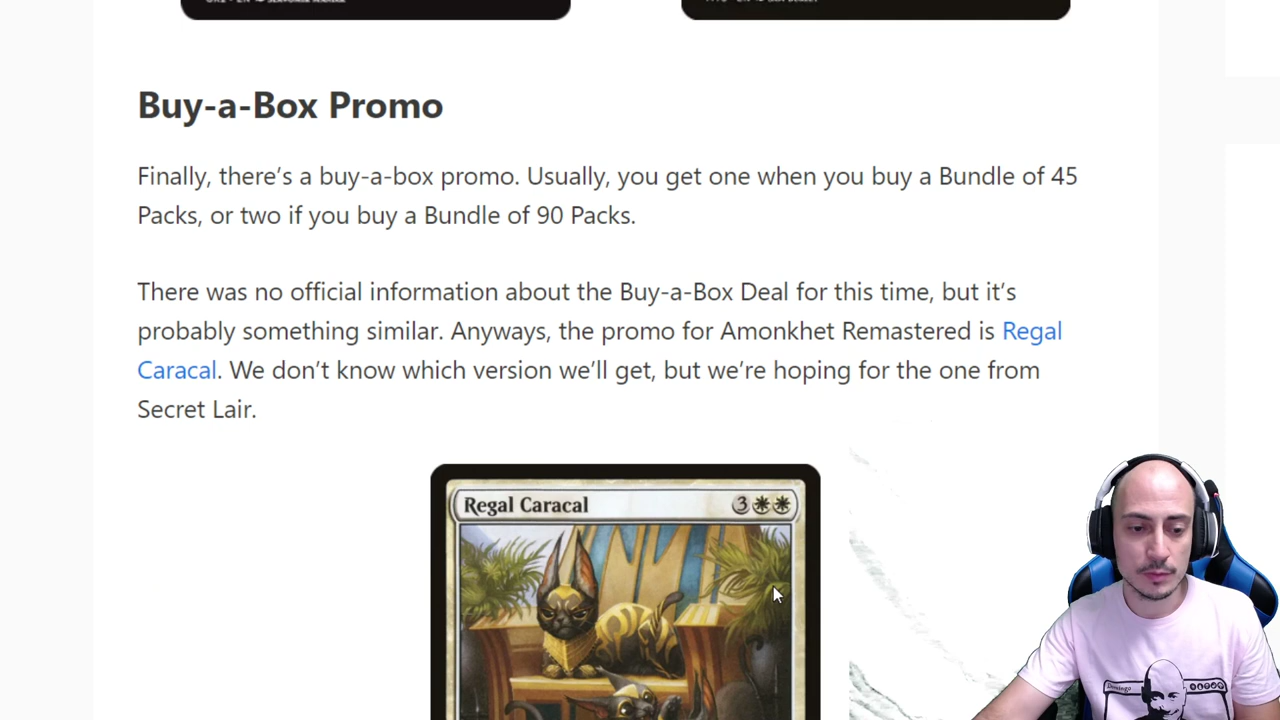 Buy-a-Box Promo
Finally, there's a buy-a-box promo. Usually, you get one when you buy a Bundle of 45
Packs, or two if you buy a Bundle of 90 Packs.
There was no official information about the Buy-a-Box Deal for this time, but it's
probably something similar. Anyways, the promo for Amonkhet Remastered is Regal
Caracal. We don't know which version we'll get, but we're hoping for the one from
Secret Lair.
Regal Caracal 3
Domingo